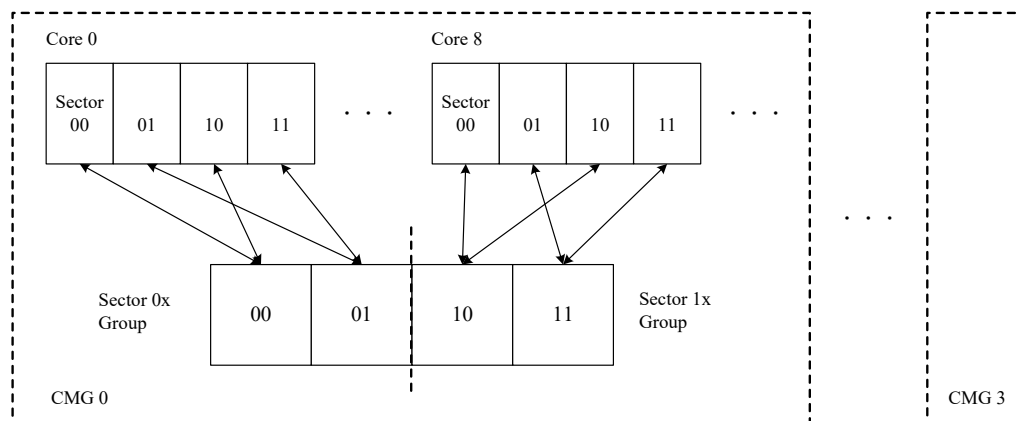 Core 0
Core 8
Sector
00 01 10 11
. . .
Sector
00 01 10 11
. . .
. . .
Sector 0x
Group
00 01 10 11
Sector 1x
Group
CMG 0
CMG 3